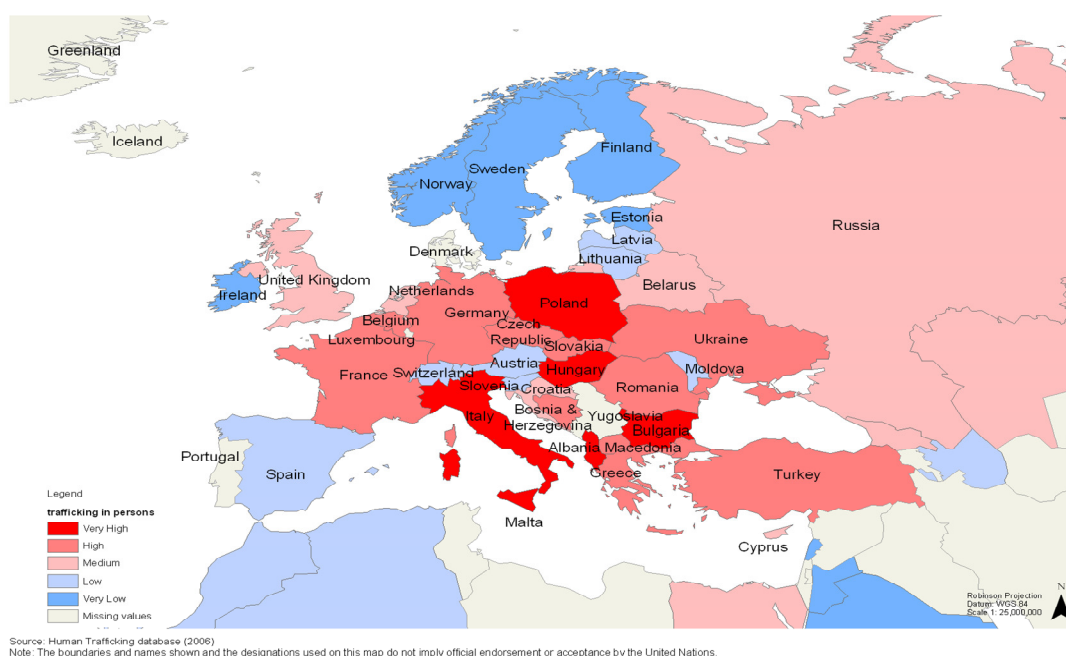 Greenland
Iceland
Finland
Sweden
Norway
Estonia
Russia
Latvia
Denmark
Lithuania
United Kingdom
Belarus
Ireland
Netherlands
Poland
Germany
Belgium
Czech
Republic
Ukraine
Luxembourg
Slovakia
Austria
France
Switzerland
Hungary
Moldova
Slovenia
Croatia
Romania
Bosnia &
Herzegovina
Yugoslavia
Italy
Bulgaria
Albania
Macedonia
Portugal
Spain
Greece
Turkey
Malta
Cyprus
Legend
trafficking in persons
Very High
High
Medium
Low
Very Low
Missing values
N
Robinson Projection
Datum: WGS 84
Scale 1: 25,000,000
Source: Human Trafficking database (2006)
Note: The boundaries and names shown and the designations used on this map do not imply official endorsement or acceptance by the United Nations.